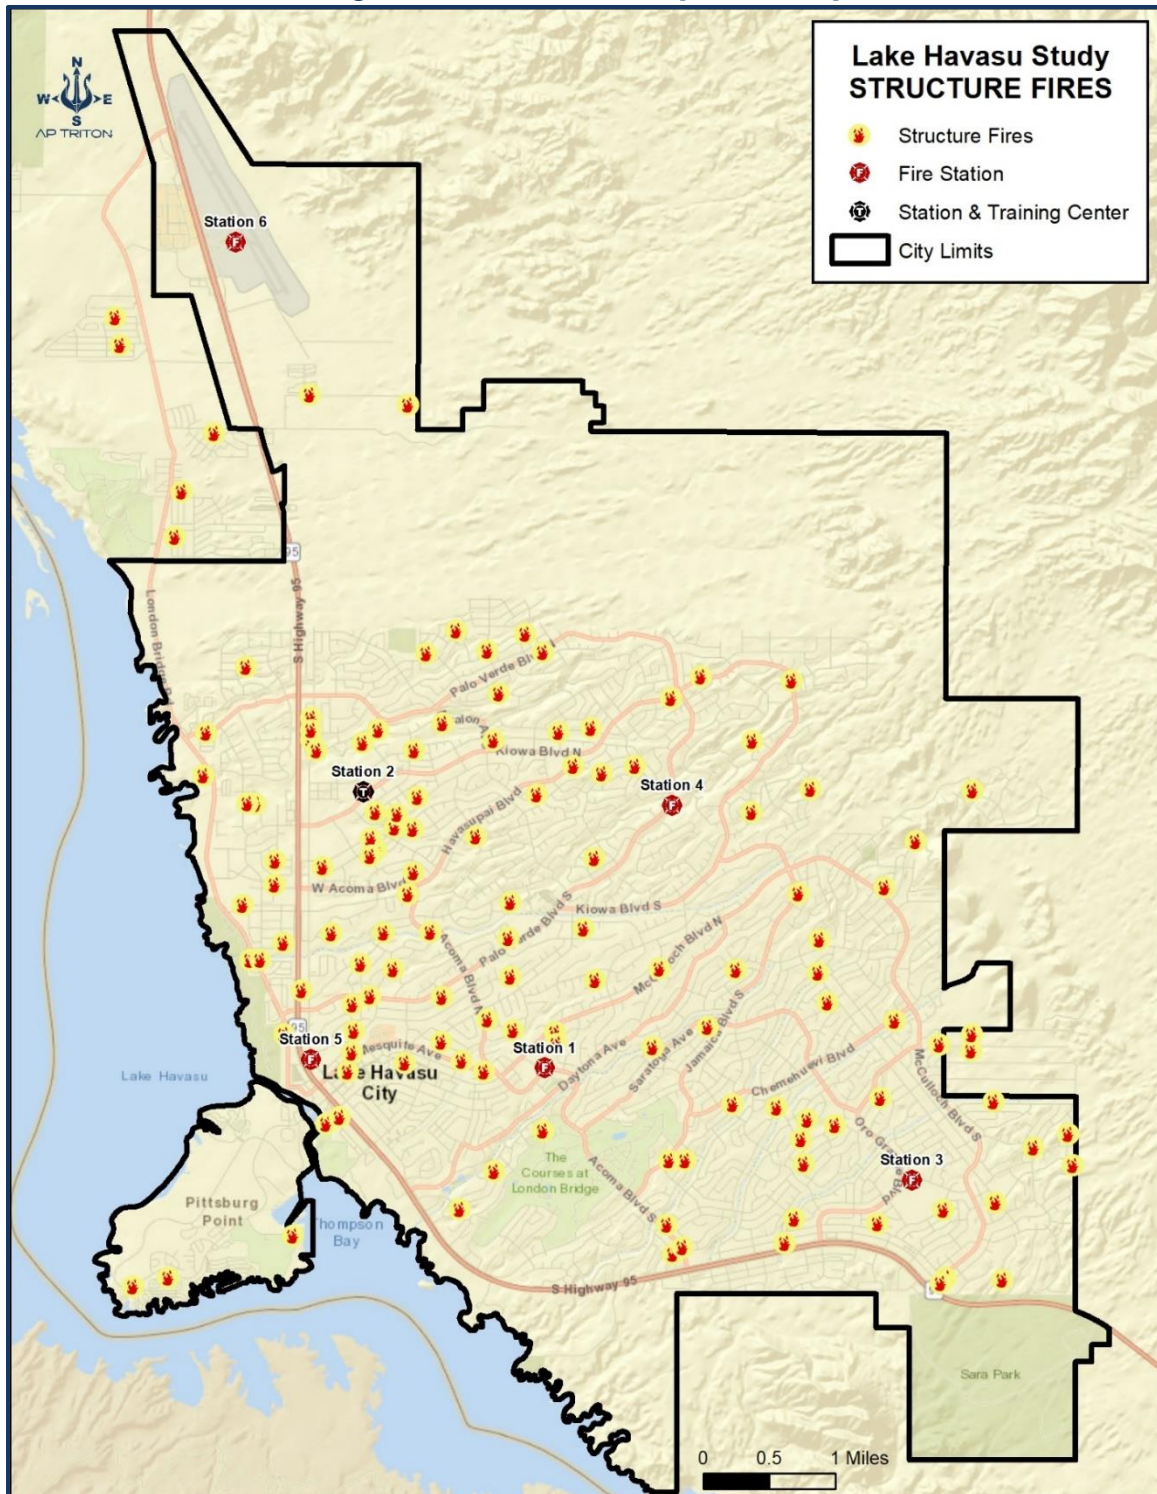 Lake Havasu Study
STRUCTURE FIRES
Structure Fires
Fire Station
Station & Training Center
City Limits
N
W E
S
AP TRITON
Station 6
95
S Highway 95
London Bridge Rd
Palo Verde Blvd
Kiowa Blvd N
Station 2
Station 4
Havasupai Blvd
W Acoma Blvd
Kiowa Blvd S
Palo Verde Blvd S
McCulloch Blvd N
Acoma Blvd
95
Station 5
Mesquite Ave
Station 1
Daytona Ave
Saratoga Ave
Jamaica Blvd S
Chemehuevi Blvd
McCulloch Blvd S
Lake Havasu
Lake Havasu
City
Oro Grande Blvd
Station 3
The
Courses at
London Bridge
Acoma Blvd S
Pittsburg
Point
Thompson
Bay
S Highway 95
Sara Park
0 0.5 1 Miles